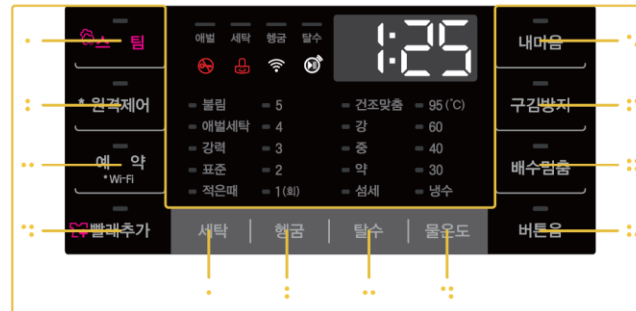 스 팀
* 원격제어
예 약
* Wi-Fi
빨래추가
애벌 세탁 헹굼 탈수
1:25
불림 5 건조맞춤 95 (℃)
애벌세탁 4 강 60
강력 3 중 40
표준 2 약 30
적은때 1 (회) 섬세 냉수
세탁 헹굼 탈수 물온도
내마음
구김방지
배수멈춤
버튼음